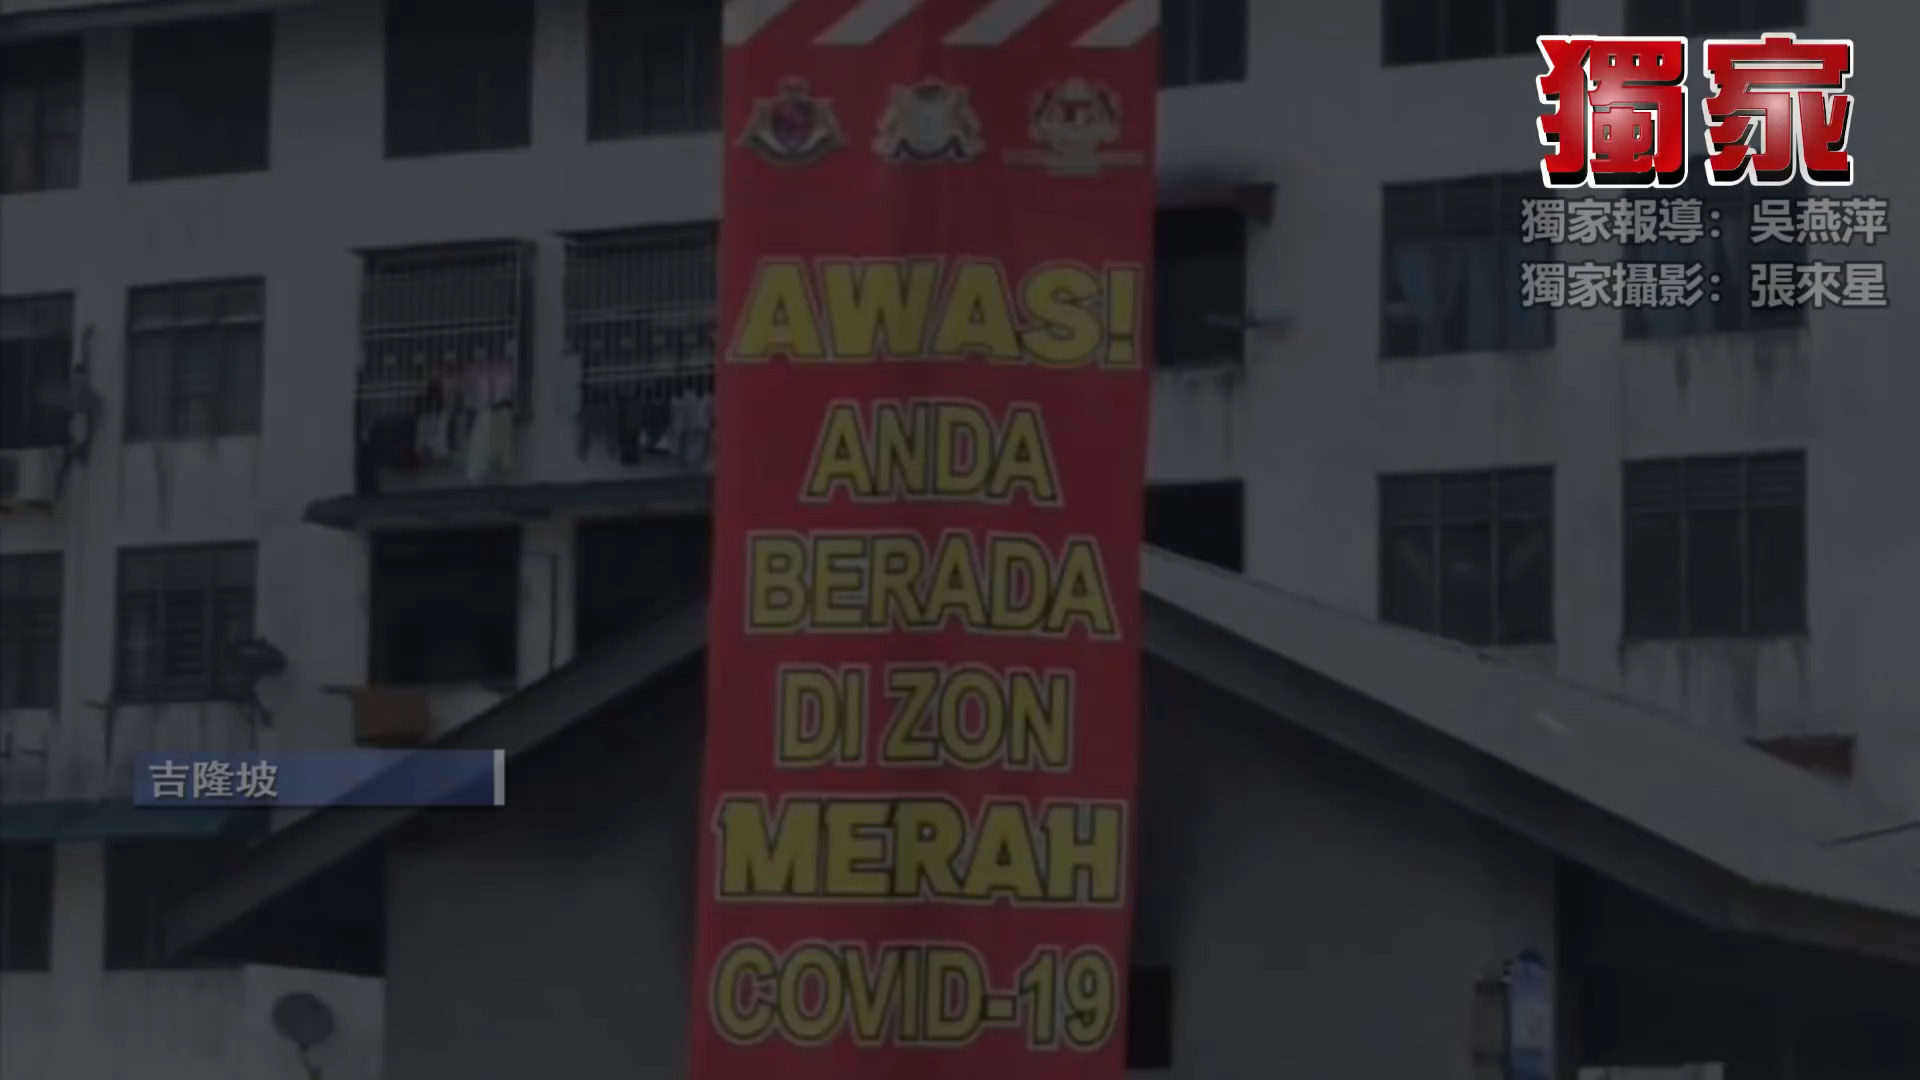 獨家
獨家報導：吳燕萍
獨家攝影：張來星
AWAS!
ANDA
BERADA
DI ZON
MERAH
COVID-19
吉隆坡